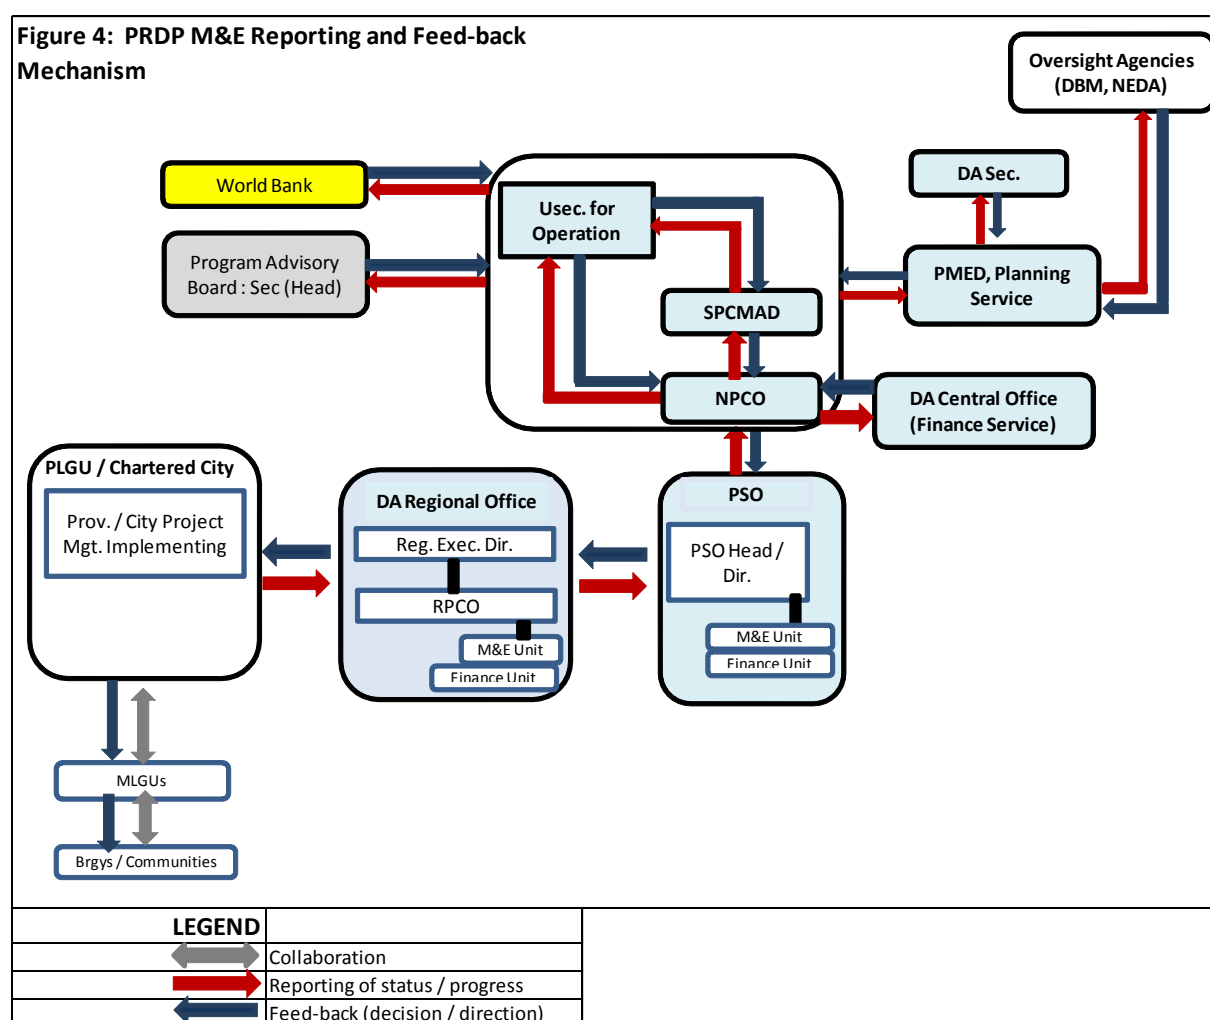 Figure 4: PRDP M&E Reporting and Feed-back
Mechanism
Oversight Agencies
(DBM, NEDA)
World Bank
DA Sec.
Usec. for
Operation
Program Advisory
Board : Sec (Head)
PMED, Planning
Service
SPCMAD
NPCO
DA Central Office
(Finance Service)
PLGU / Chartered City
Prov. / City Project
Mgt. Implementing
DA Regional Office
Reg. Exec. Dir.
RPCO
M&E Unit
Finance Unit
PSO
PSO Head /
Dir.
M&E Unit
Finance Unit
MLGUs
Brgys / Communities
LEGEND
Collaboration
Reporting of status / progress
Feed-back (decision / direction)